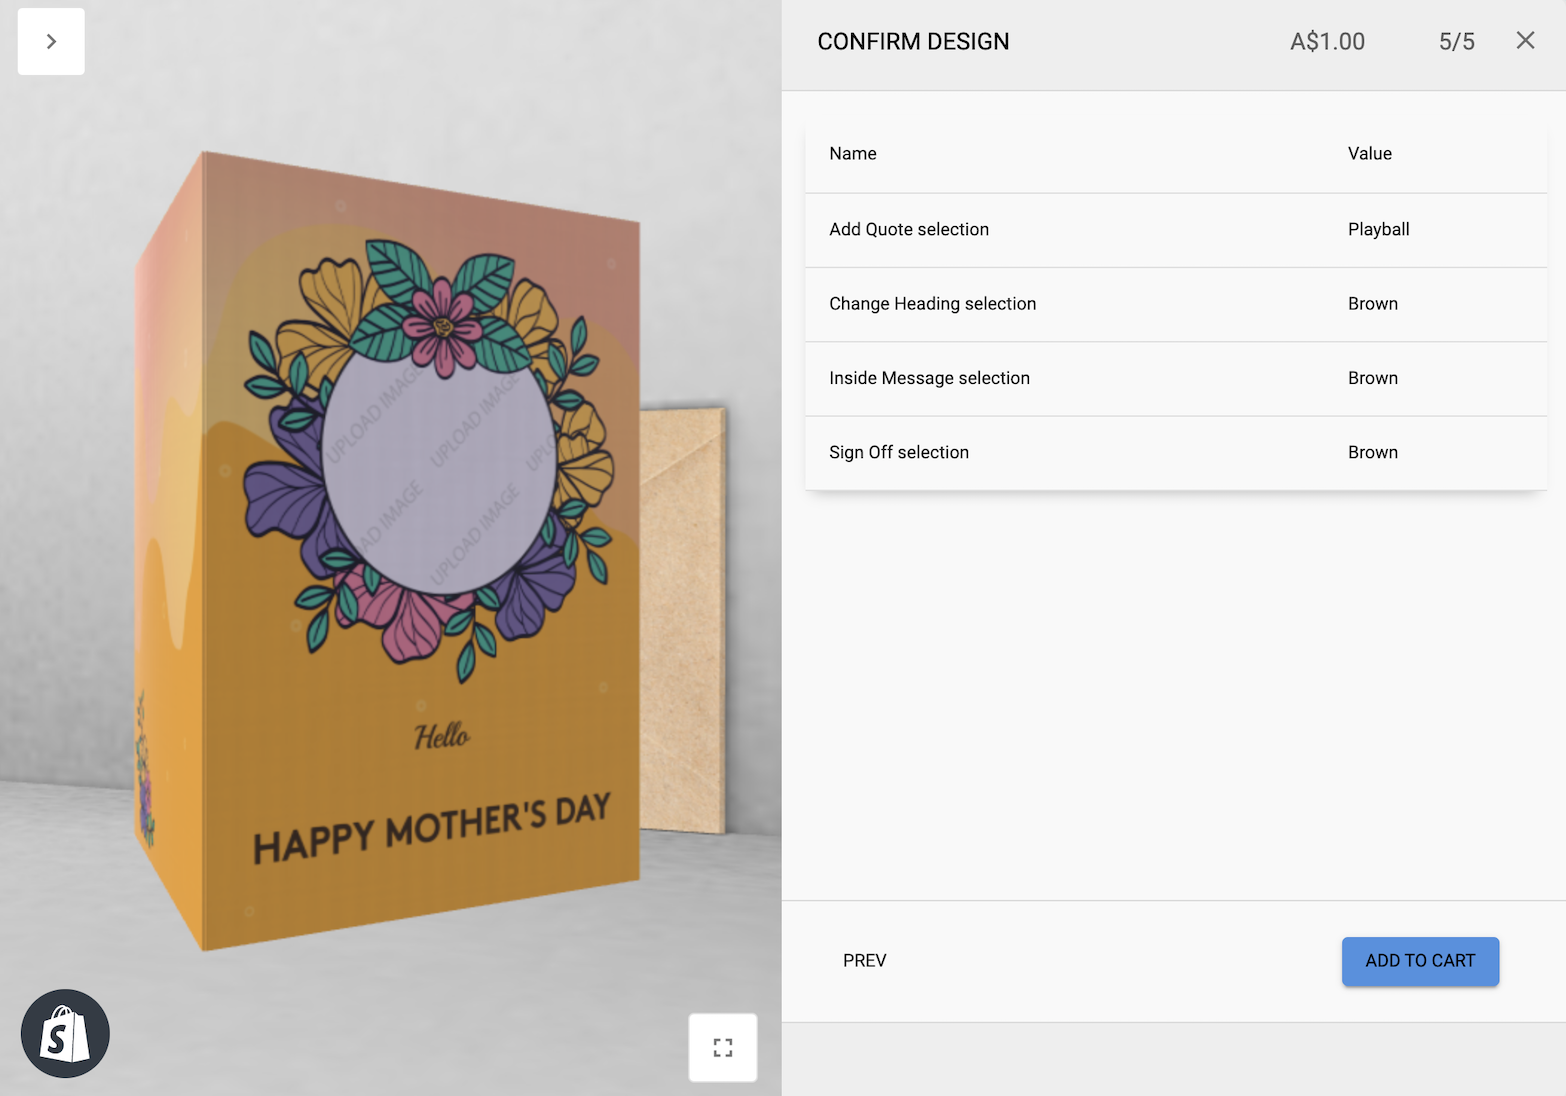 CONFIRM DESIGN
A$1.00
5/5
Name Value
Add Quote selection Playball
Change Heading selection Brown
Inside Message selection Brown
Sign Off selection Brown
PREV
ADD TO CART
UPLOAD IMAGE
UPLOAD IMAGE
UPLO
AD IMAGE
UPLOAD IMAGE
Hello
HAPPY MOTHER'S DAY
S